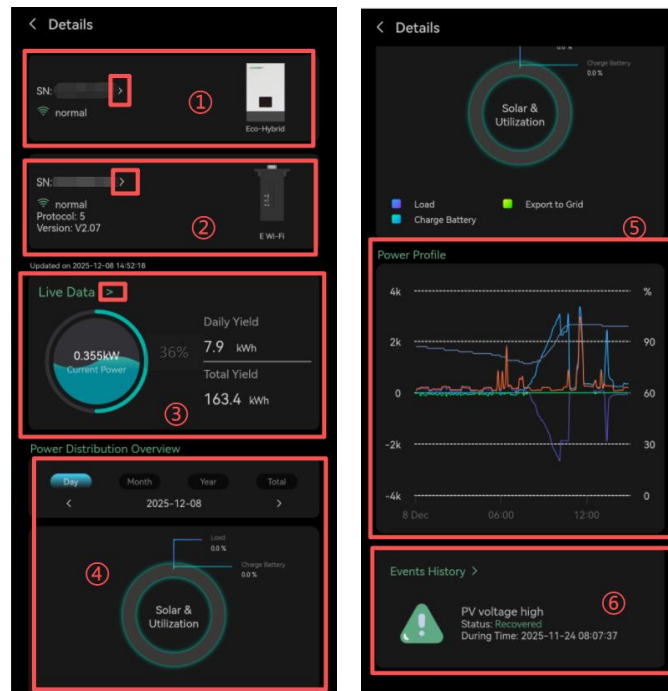 < Details
SN: >
normal
①
Eco-Hybrid
SN: >
normal
Protocol: 5
Version: V2.07
②
E Wi-Fi
Updated on 2025-12-08 14:52:18
Live Data >
0.355kW
Current Power
36%
Daily Yield
7.9 kWh
Total Yield
163.4 kWh
③
Power Distribution Overview
Day Month Year Total
< 2025-12-08 >
Load
0.0 %
Charge Battery
0.0 %
④
Solar &
Utilization
< Details
0.0 %
Charge Battery
0.0 %
Solar &
Utilization
Load Export to Grid
Charge Battery
⑤
Power Profile
4k %
2k 90
0 60
-2k 30
-4k 0
8 Dec 06:00 12:00
Events History >
PV voltage high
Status: Recovered
During Time: 2025-11-24 08:07:37
⑥